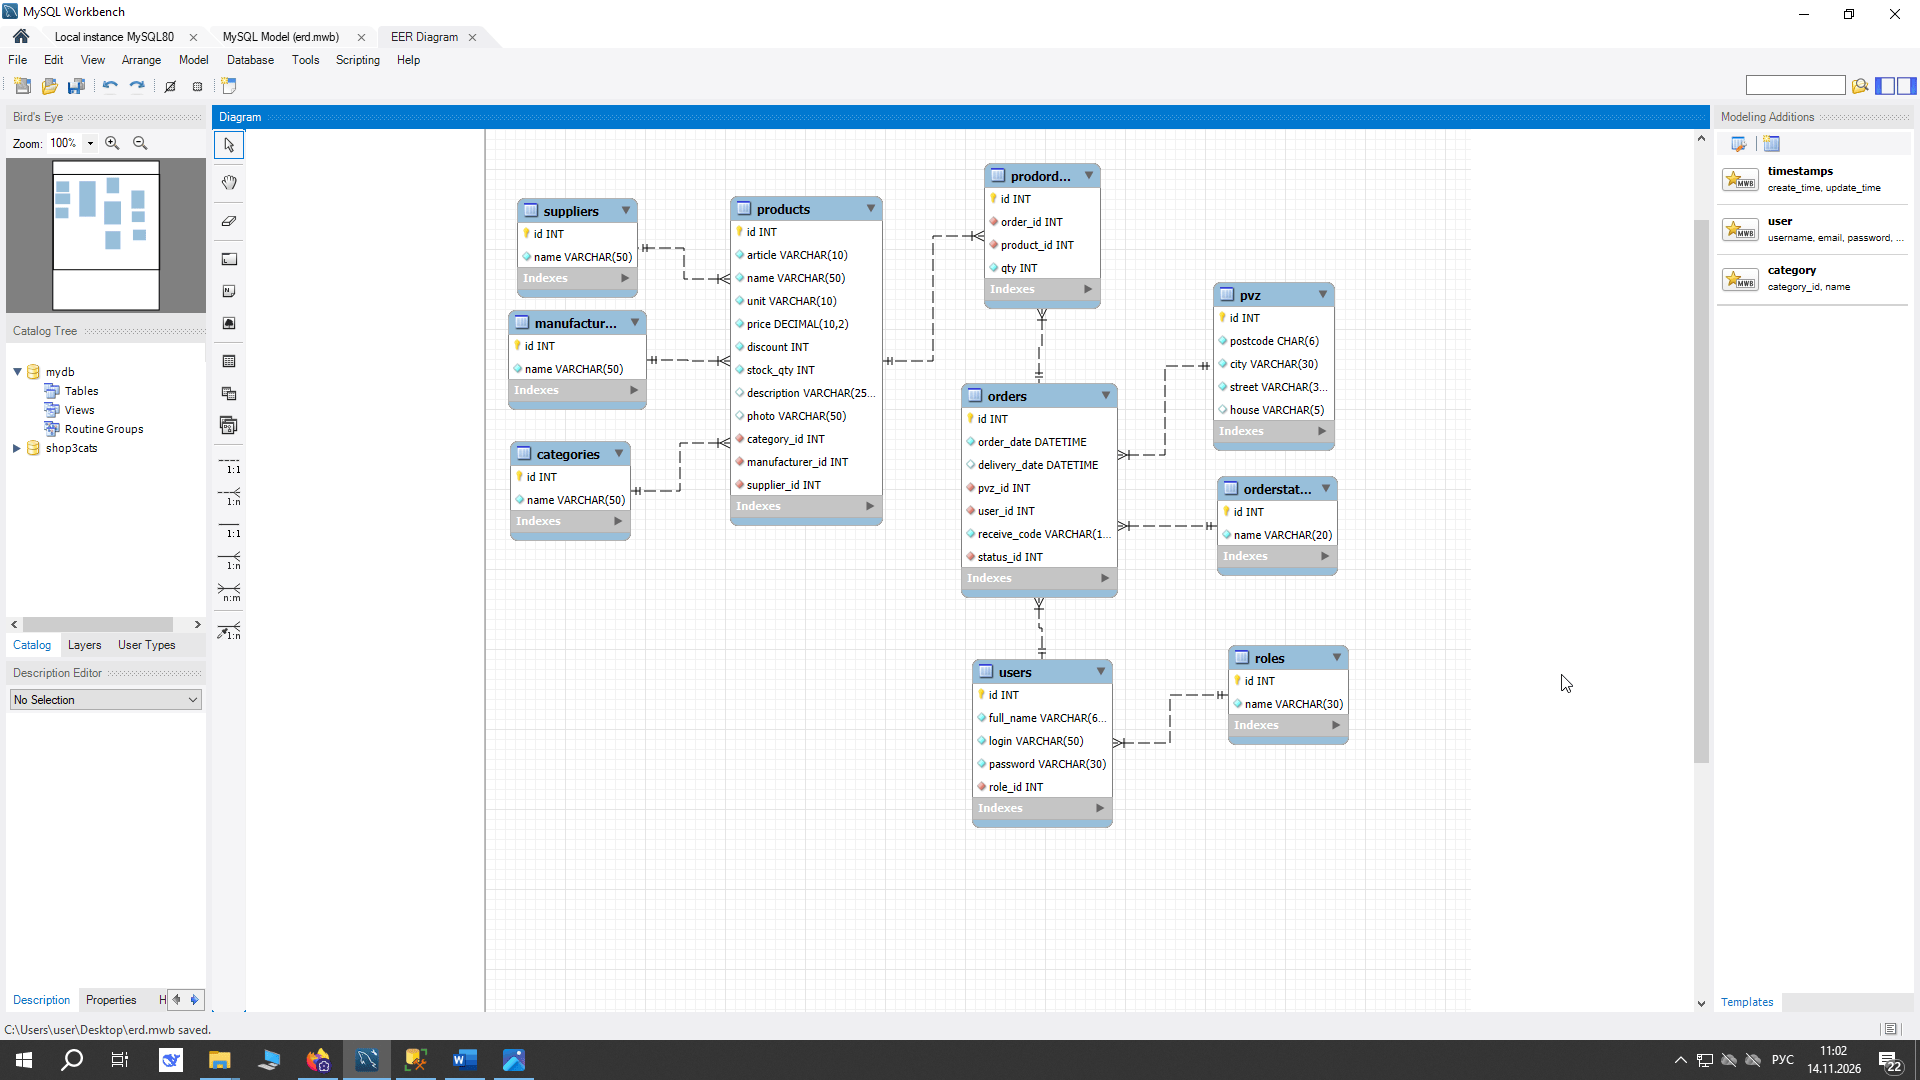 MySQL Workbench
Local instance MySQL80
MySQL Model (erd.mwb)
EER Diagram
File Edit View Arrange Model Database Tools Scripting Help
Bird's Eye
Zoom: 100%
Catalog Tree
mydb
Tables
Views
Routine Groups
shop3cats
Catalog Layers User Types
Description Editor
No Selection
Description Properties H
1:1
1:n
1:1
1:n
n:m
1:n
Diagram
suppliers
id INT
name VARCHAR(50)
Indexes
manufactur...
id INT
name VARCHAR(50)
Indexes
categories
id INT
name VARCHAR(50)
Indexes
products
id INT
article VARCHAR(10)
name VARCHAR(50)
unit VARCHAR(10)
price DECIMAL(10,2)
discount INT
stock_qty INT
description VARCHAR(25...
photo VARCHAR(50)
category_id INT
manufacturer_id INT
supplier_id INT
Indexes
prodord...
id INT
order_id INT
product_id INT
qty INT
Indexes
orders
id INT
order_date DATETIME
delivery_date DATETIME
pvz_id INT
user_id INT
receive_code VARCHAR(1...
status_id INT
Indexes
users
id INT
full_name VARCHAR(6...
login VARCHAR(50)
password VARCHAR(30)
role_id INT
Indexes
pvz
id INT
postcode CHAR(6)
city VARCHAR(30)
street VARCHAR(3...
house VARCHAR(5)
Indexes
orderstat...
id INT
name VARCHAR(20)
Indexes
roles
id INT
name VARCHAR(30)
Indexes
Modeling Additions
MWB
timestamps
create_time, update_time
MWB
user
username, email, password, ...
MWB
category
category_id, name
Templates
C:\Users\user\Desktop\erd.mwb saved.
РУС
11:02
14.11.2026
22